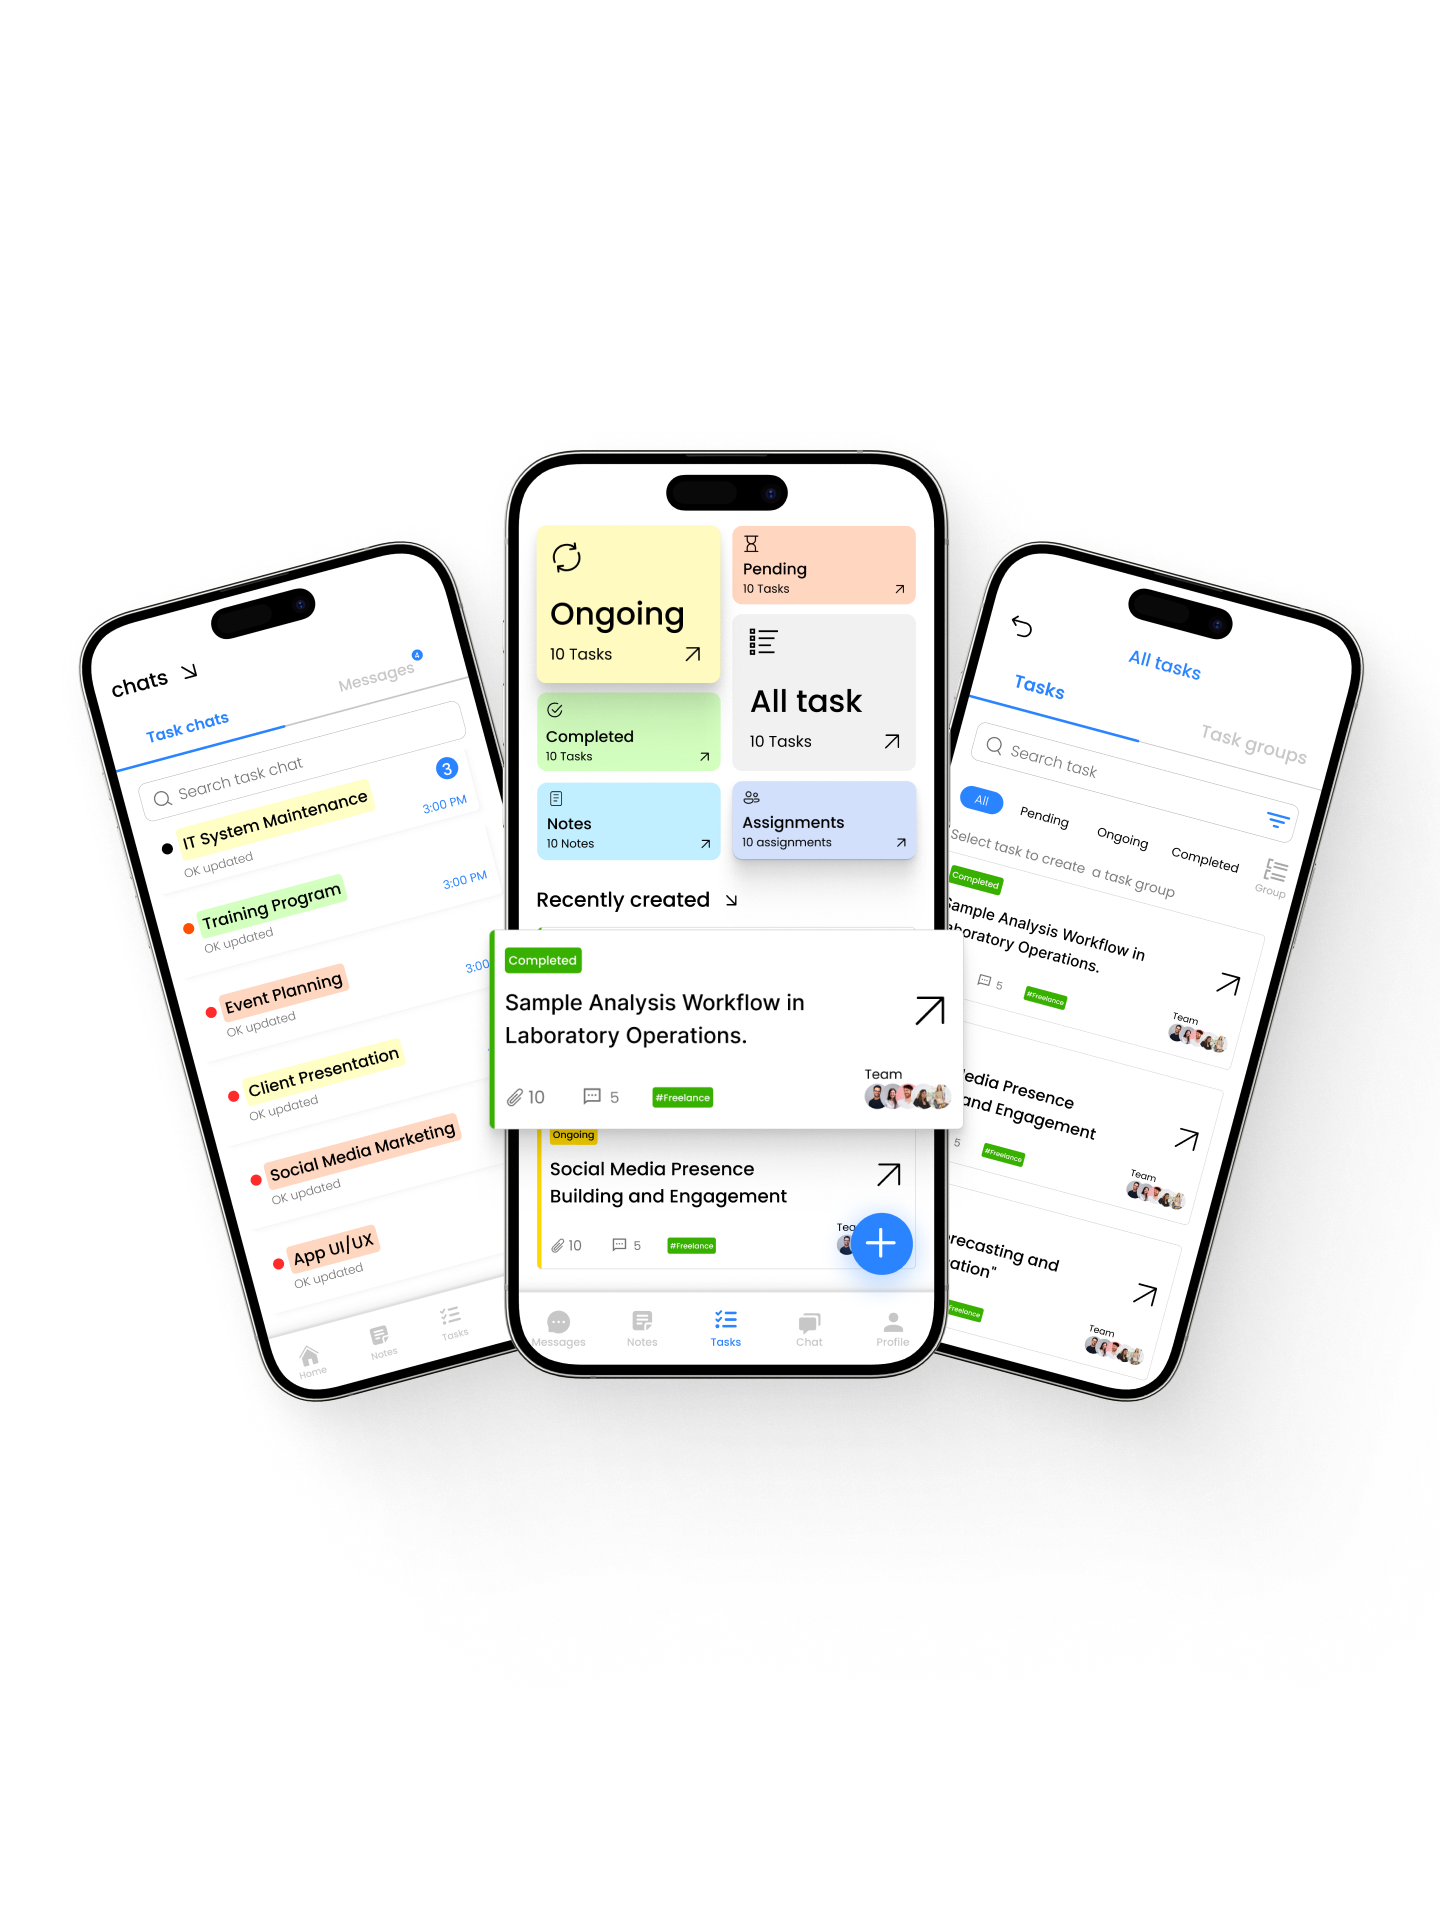 chats
Messages
4
Task chats
Search task chat
3
IT System Maintenance
3:00 PM
OK updated
Training Program
3:00 PM
OK updated
Event Planning
3:00
OK updated
Client Presentation
OK updated
Social Media Marketing
OK updated
App UI/UX
OK updated
Home
Notes
Tasks
Ongoing
10 Tasks
Pending
10 Tasks
All task
10 Tasks
Completed
10 Tasks
Notes
10 Notes
Assignments
10 assignments
Recently created
Completed
Sample Analysis Workflow in
Laboratory Operations.
Team
10
5
#Freelance
Ongoing
Social Media Presence
Building and Engagement
10
5
#Freelance
Messages
Notes
Tasks
Chat
Profile
All tasks
Tasks
Task groups
Search task
All
Pending
Ongoing
Completed
Group
Select task to create a task group
Completed
Sample Analysis Workflow in
Laboratory Operations.
5
#Freelance
Team
Media Presence
and Engagement
5
#Freelance
Team
recasting and
ation"
Freelance
Team